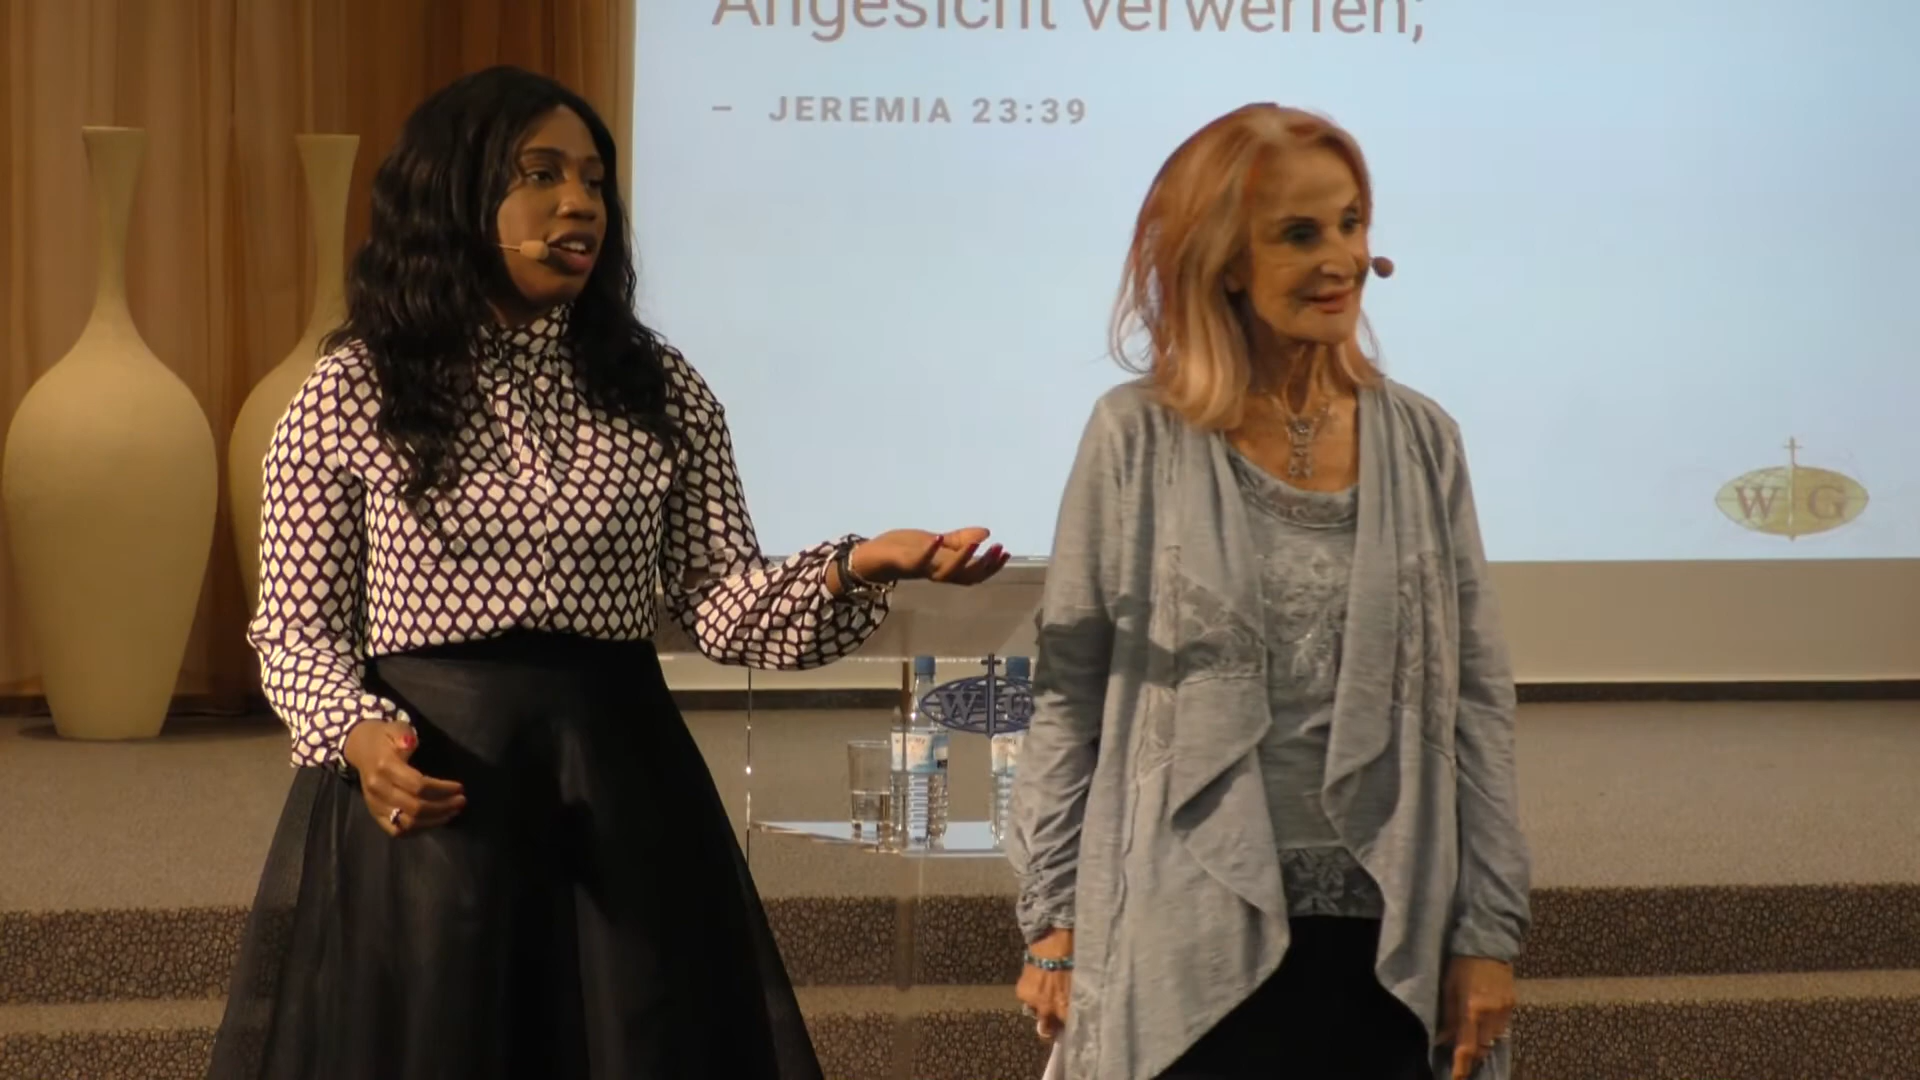 Angesicht verwerfen;
– JEREMIA 23:39
W G
W G